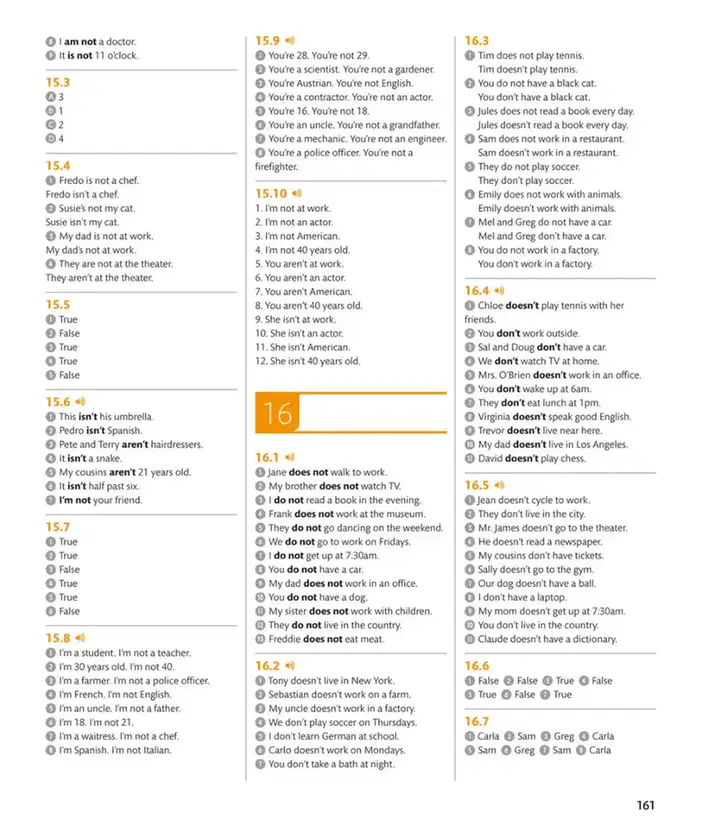 8 I am not a doctor.
9 It is not 11 o'clock.
15.3
A 3
B 1
C 2
D 4
15.4
1 Fredo is not a chef.
Fredo isn't a chef.
2 Susie's not my cat.
Susie isn't my cat.
3 My dad is not at work.
My dad's not at work.
4 They are not at the theater.
They aren't at the theater.
15.5
1 True
2 False
3 True
4 True
5 False
15.6
1 This isn't his umbrella.
2 Pedro isn't Spanish.
3 Pete and Terry aren't hairdressers.
4 It isn't a snake.
5 My cousins aren't 21 years old.
6 It isn't half past six.
7 I'm not your friend.
15.7
1 True
2 True
3 False
4 True
5 True
6 False
15.8
1 I'm a student. I'm not a teacher.
2 I'm 30 years old. I'm not 40.
3 I'm a farmer. I'm not a police officer.
4 I'm French. I'm not English.
5 I'm an uncle. I'm not a father.
6 I'm 18. I'm not 21.
7 I'm a waitress. I'm not a chef.
8 I'm Spanish. I'm not Italian.
15.9
1 You're 28. You're not 29.
2 You're a scientist. You're not a gardener.
3 You're Austrian. You're not English.
4 You're a contractor. You're not an actor.
5 You're 16. You're not 18.
6 You're an uncle. You're not a grandfather.
7 You're a mechanic. You're not an engineer.
8 You're a police officer. You're not a
firefighter.
15.10
1. I'm not at work.
2. I'm not an actor.
3. I'm not American.
4. I'm not 40 years old.
5. You aren't at work.
6. You aren't an actor.
7. You aren't American.
8. You aren't 40 years old.
9. She isn't at work.
10. She isn't an actor.
11. She isn't American.
12. She isn't 40 years old.
16
16.1
1 Jane does not walk to work.
2 My brother does not watch TV.
3 I do not read a book in the evening.
4 Frank does not work at the museum.
5 They do not go dancing on the weekend.
6 We do not go to work on Fridays.
7 I do not get up at 7:30am.
8 You do not have a car.
9 My dad does not work in an office.
10 You do not have a dog.
11 My sister does not work with children.
12 They do not live in the country.
13 Freddie does not eat meat.
16.2
1 Tony doesn't live in New York.
2 Sebastian doesn't work on a farm.
3 My uncle doesn't work in a factory.
4 We don't play soccer on Thursdays.
5 I don't learn German at school.
6 Carlo doesn't work on Mondays.
7 You don't take a bath at night.
16.3
1 Tim does not play tennis.
Tim doesn't play tennis.
2 You do not have a black cat.
You don't have a black cat.
3 Jules does not read a book every day.
Jules doesn't read a book every day.
4 Sam does not work in a restaurant.
Sam doesn't work in a restaurant.
5 They do not play soccer.
They don't play soccer.
6 Emily does not work with animals.
Emily doesn't work with animals.
7 Mel and Greg do not have a car.
Mel and Greg don't have a car.
8 You do not work in a factory.
You don't work in a factory.
16.4
1 Chloe doesn't play tennis with her
friends.
2 You don't work outside.
3 Sal and Doug don't have a car.
4 We don't watch TV at home.
5 Mrs. O'Brien doesn't work in an office.
6 You don't wake up at 6am.
7 They don't eat lunch at 1pm.
8 Virginia doesn't speak good English.
9 Trevor doesn't live near here.
10 My dad doesn't live in Los Angeles.
11 David doesn't play chess.
16.5
1 Jean doesn't cycle to work.
2 They don't live in the city.
3 Mr. James doesn't go to the theater.
4 He doesn't read a newspaper.
5 My cousins don't have tickets.
6 Sally doesn't go to the gym.
7 Our dog doesn't have a ball.
8 I don't have a laptop.
9 My mom doesn't get up at 7:30am.
10 You don't live in the country.
11 Claude doesn't have a dictionary.
16.6
1 False 2 False 3 True 4 False
5 True 6 False 7 True
16.7
1 Carla 2 Sam 3 Greg 4 Carla
5 Sam 6 Greg 7 Sam 8 Carla
161